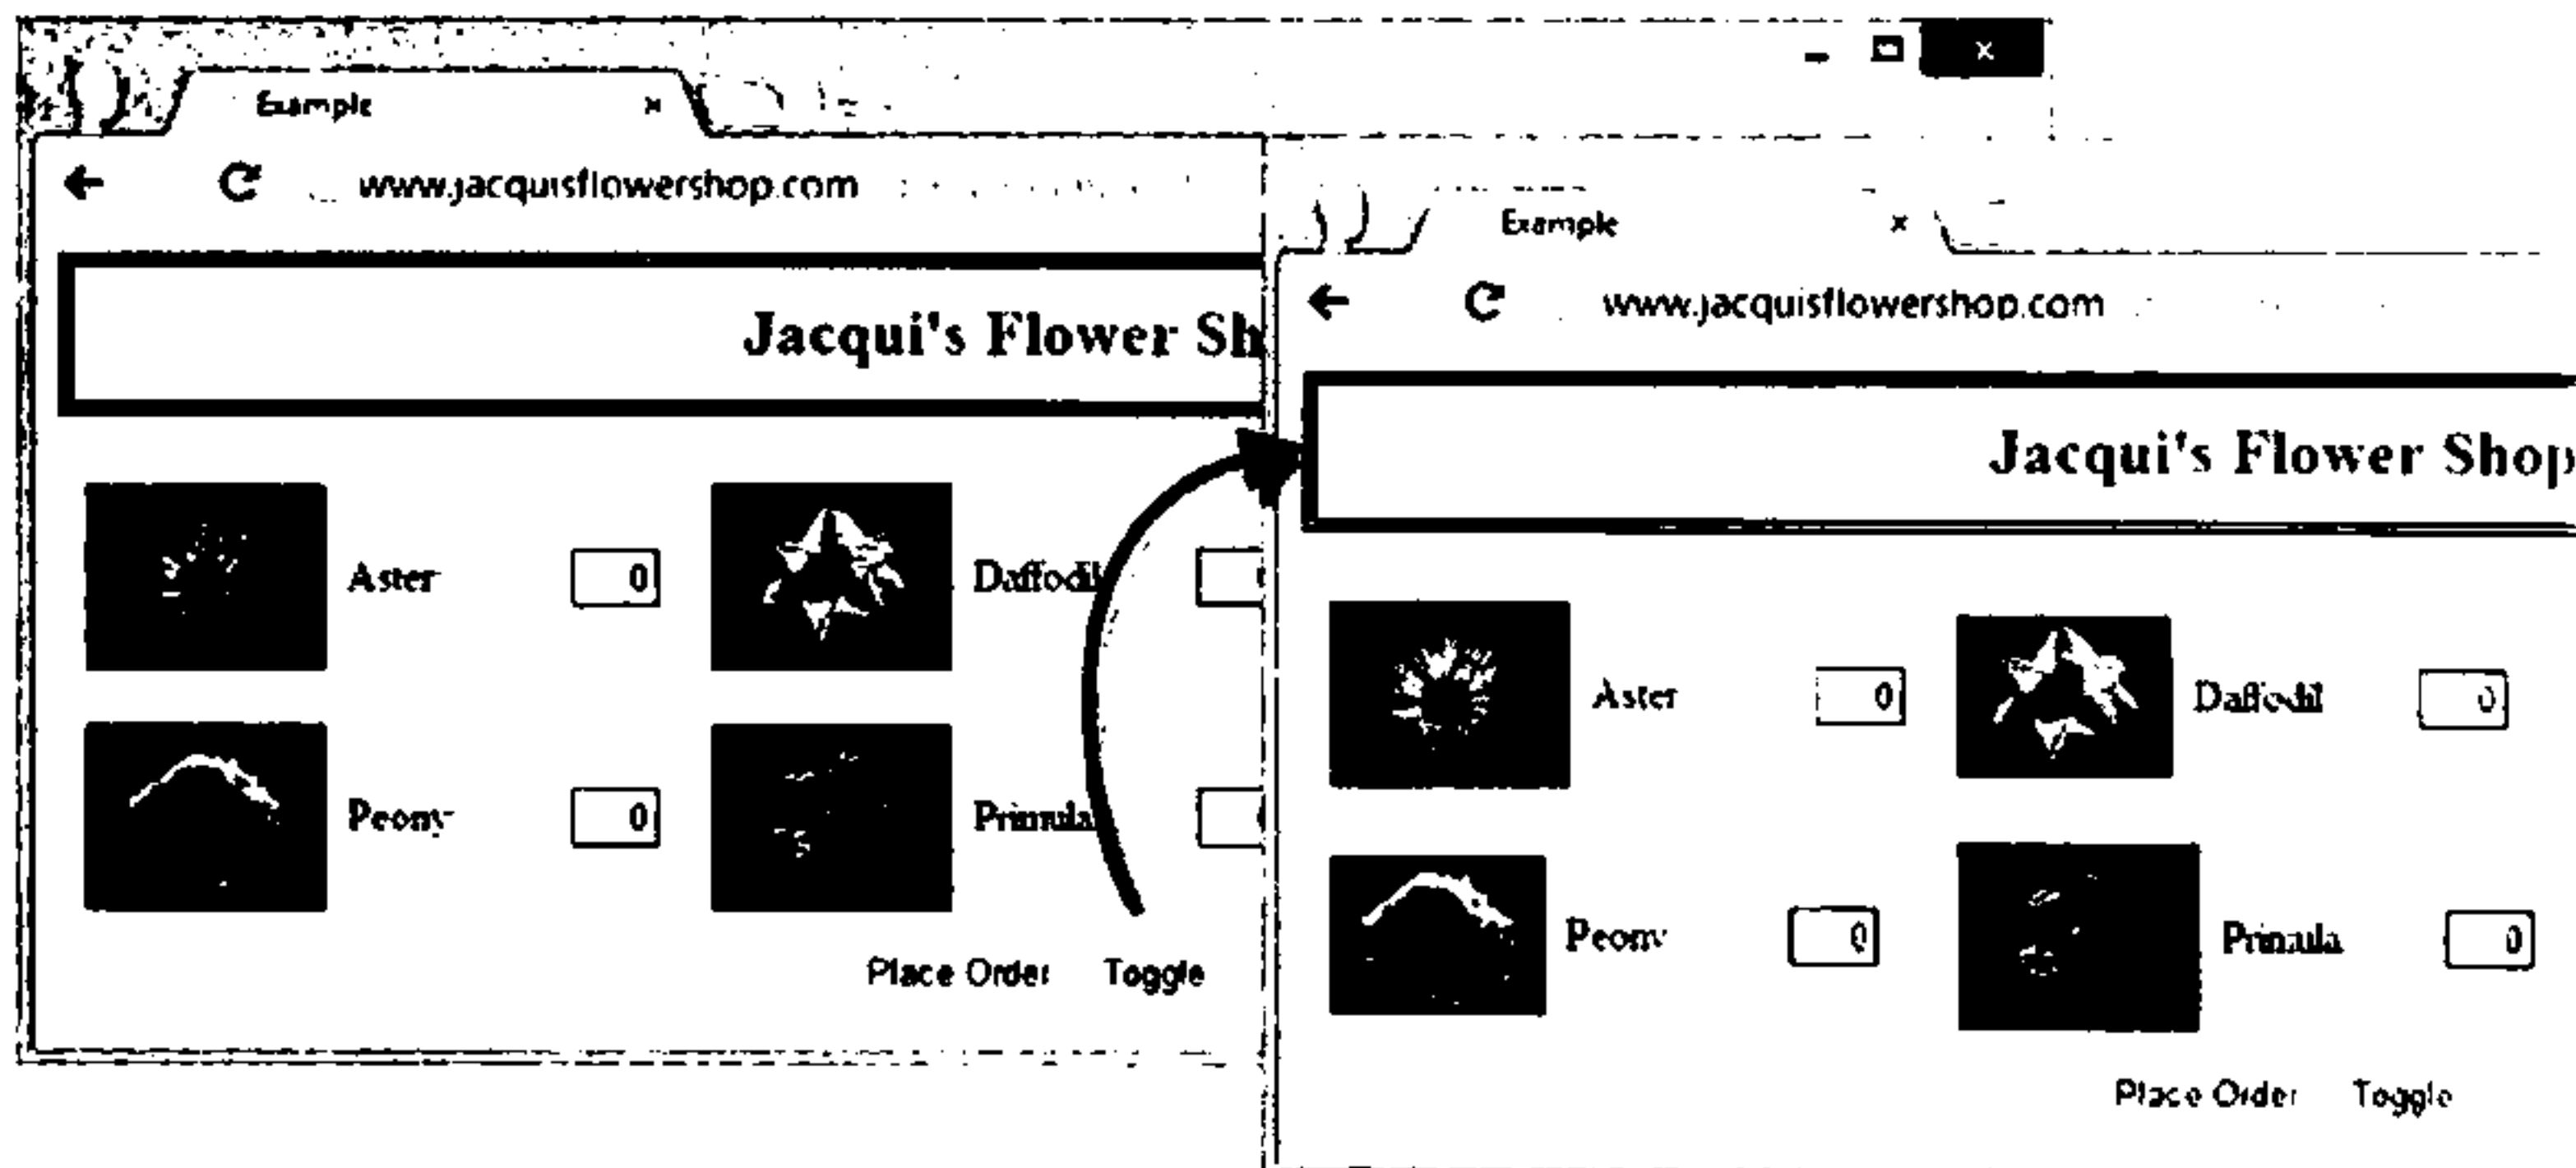 Example
www.jacquisflowershop.com
Jacqui's Flower Sh
Aster 0 Daffodil
Peony 0 Primula
Place Order Toggle
Example
www.jacquisflowershop.com
Jacqui's Flower Shop
Aster 0 Daffodil 0
Peony 0 Primula 0
Place Order Toggle